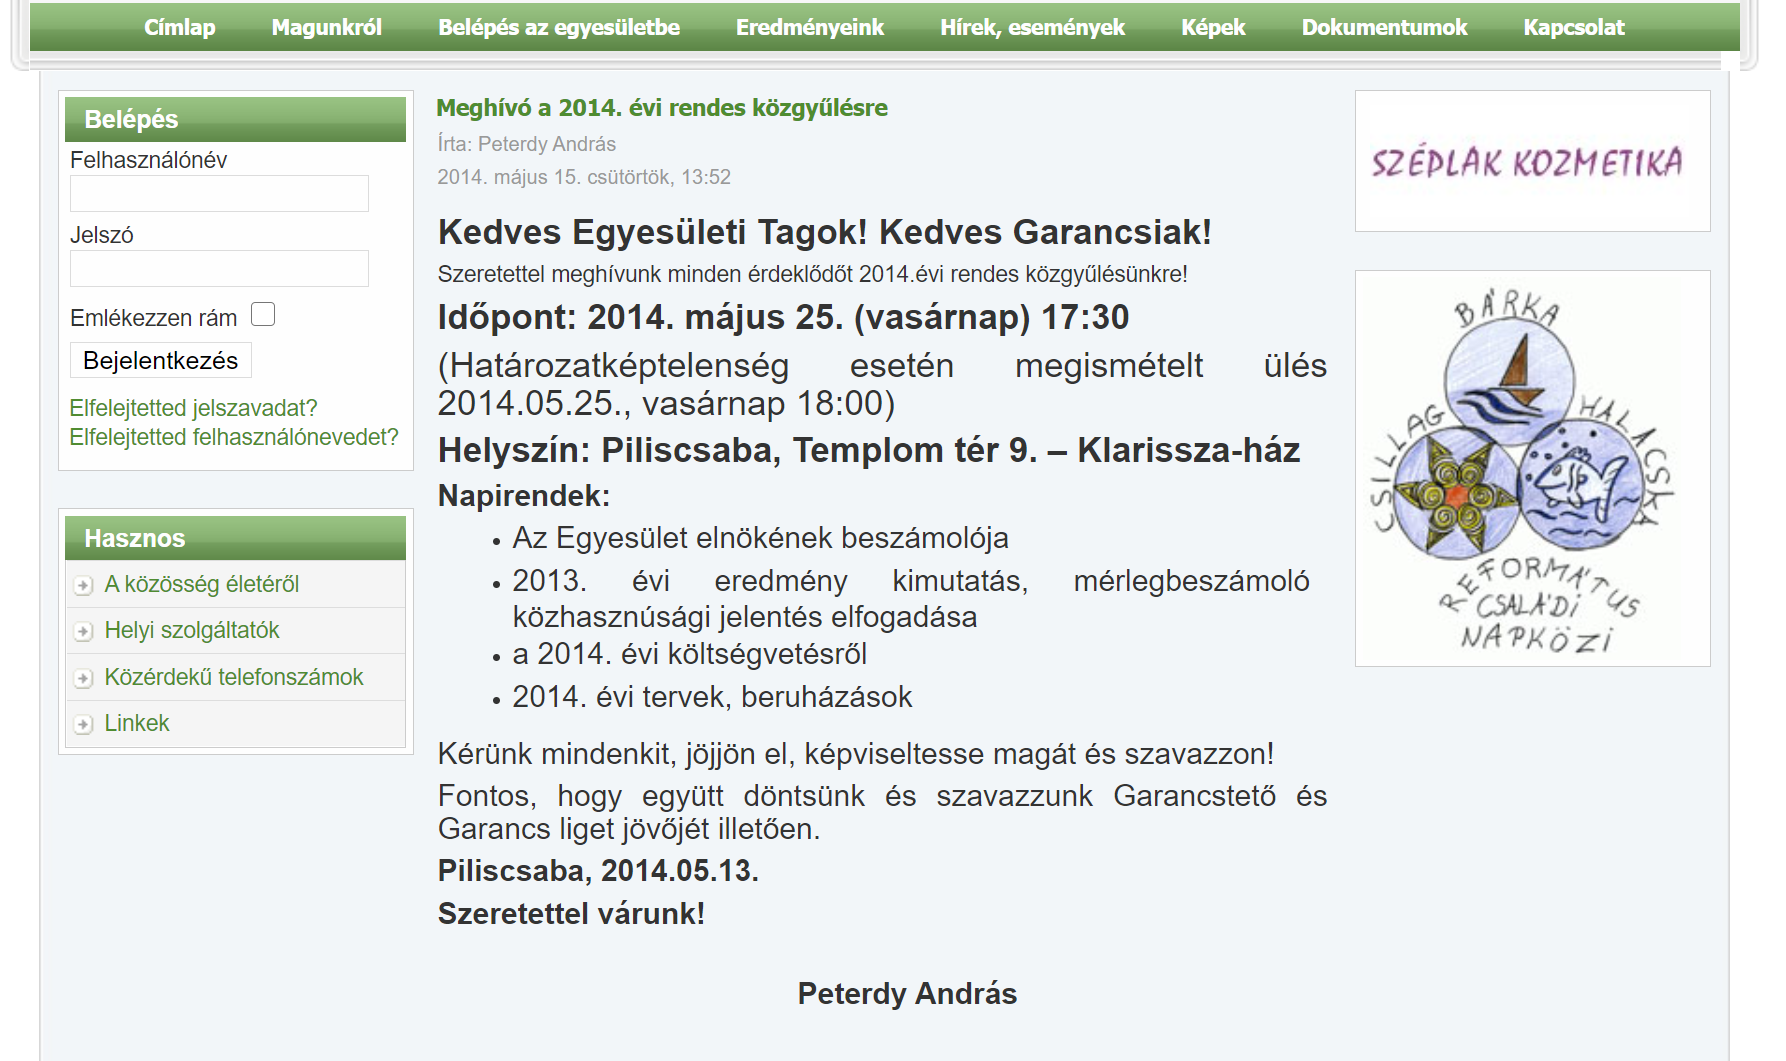 Címlap Magunkról Belépés az egyesületbe Eredményeink Hírek, események Képek Dokumentumok Kapcsolat
Belépés
Felhasználónév
Jelszó
Emlékezzen rám
Bejelentkezés
Elfelejtetted jelszavadat?
Elfelejtetted felhasználónevedet?
Hasznos
A közösség életéről
Helyi szolgáltatók
Közérdekű telefonszámok
Linkek
Meghívó a 2014. évi rendes közgyűlésre
Írta: Peterdy András
2014. május 15. csütörtök, 13:52
Kedves Egyesületi Tagok! Kedves Garancsiak!
Szeretettel meghívunk minden érdeklődőt 2014.évi rendes közgyűlésünkre!
Időpont: 2014. május 25. (vasárnap) 17:30
(Határozatképtelenség esetén megismételt ülés
2014.05.25., vasárnap 18:00)
Helyszín: Piliscsaba, Templom tér 9. – Klarissza-ház
Napirendek:
• Az Egyesület elnökének beszámolója
• 2013. évi eredmény kimutatás, mérlegbeszámoló
közhasznúsági jelentés elfogadása
• a 2014. évi költségvetésről
• 2014. évi tervek, beruházások
Kérünk mindenkit, jöjjön el, képviseltesse magát és szavazzon!
Fontos, hogy együtt döntsünk és szavazzunk Garancstető és
Garancs liget jövőjét illetően.
Piliscsaba, 2014.05.13.
Szeretettel várunk!
Peterdy András
SZÉPLAK KOZMETIKA
BÁRKA
CSILLAG
HALACSKA
REFORMÁTUS
CSALÁDI
NAPKÖZI